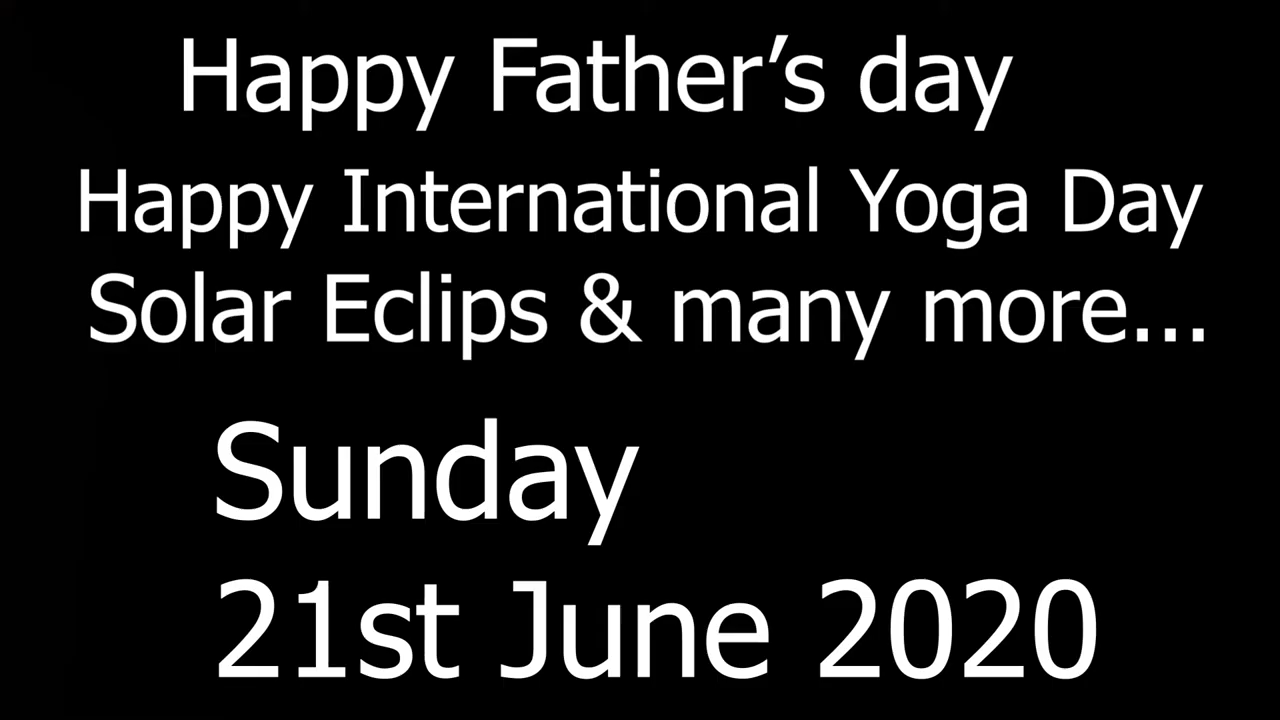 Happy Father’s day
Happy International Yoga Day
Solar Eclips & many more...
Sunday
21st June 2020